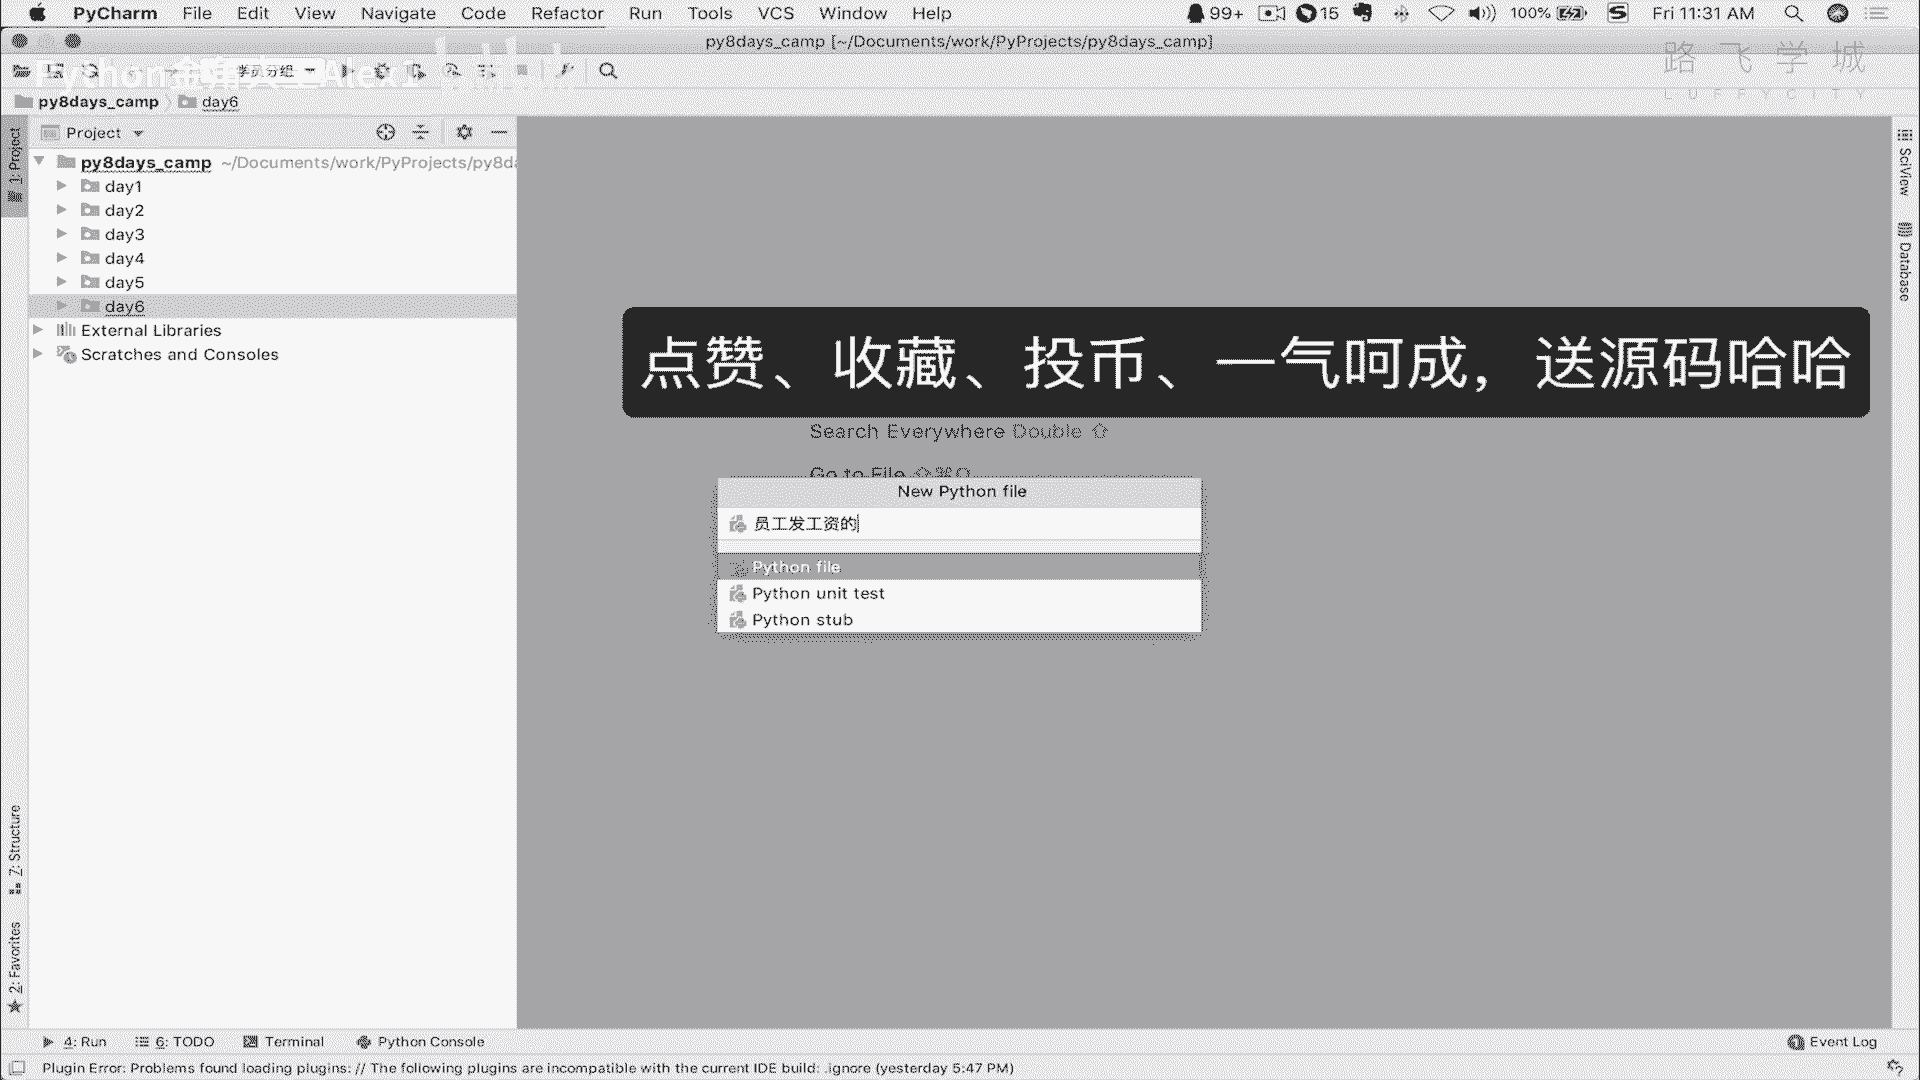 PyCharm File Edit View Navigate Code Refactor Run Tools VCS Window Help 99+ 15 100% Fri 11:31 AM
py8days_camp [~/Documents/work/PyProjects/py8days_camp]
学员分组
路飞学城
LUFFYCITY
py8days_camp day6
1: Project
Project
py8days_camp ~/Documents/work/PyProjects/py8da
day1
day2
day3
day4
day5
day6
External Libraries
Scratches and Consoles
SciView
Database
点赞、收藏、投币、一气呵成，送源码哈哈
Search Everywhere Double ⇧
Go to File ⇧⌘O
New Python file
员工发工资的
Python file
Python unit test
Python stub
7: Structure
2: Favorites
4: Run 6: TODO Terminal Python Console
Event Log
Plugin Error: Problems found loading plugins: // The following plugins are incompatible with the current IDE build: .ignore (yesterday 5:47 PM)